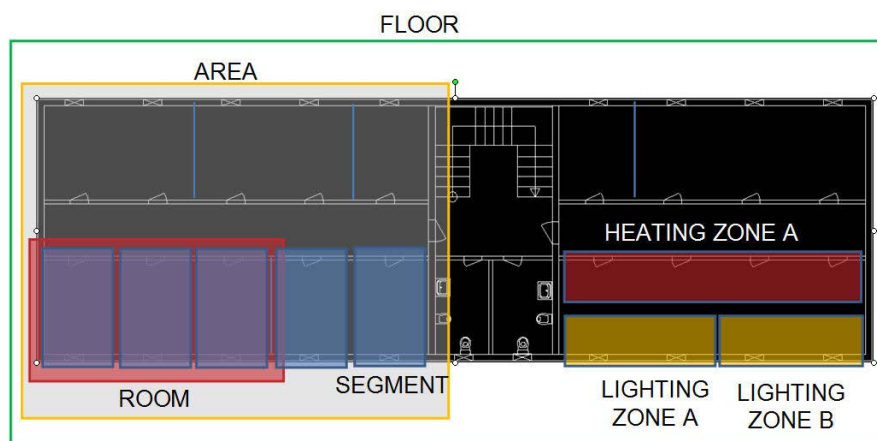 FLOOR
AREA
HEATING ZONE A
ROOM
SEGMENT
LIGHTING
ZONE A
LIGHTING
ZONE B